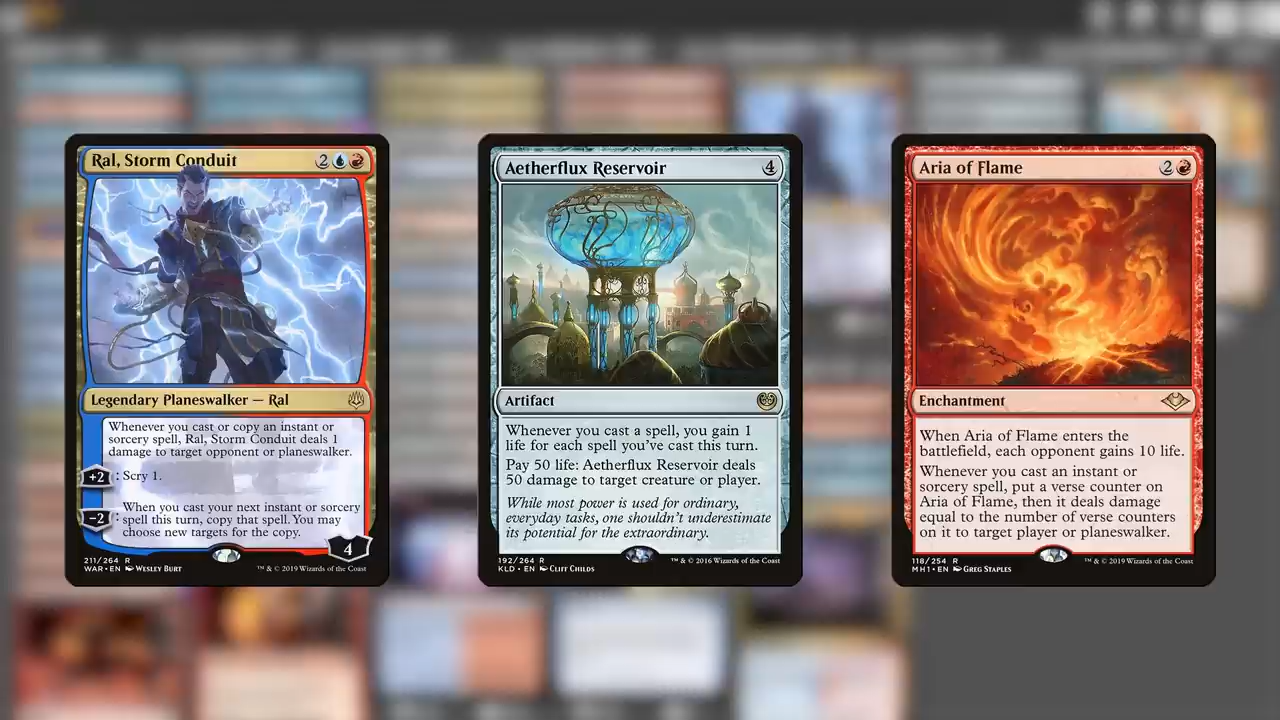 Ral, Storm Conduit 2
Legendary Planeswalker — Ral
Whenever you cast or copy an instant or
sorcery spell, Ral, Storm Conduit deals 1
damage to target opponent or planeswalker.
+2 : Scry 1.
When you cast your next instant or sorcery
-2 : spell this turn, copy that spell. You may
choose new targets for the copy.
4
211/264 R
WAR • EN Wesley Burt
™ & © 2019 Wizards of the Coast
Aetherflux Reservoir 4
Artifact
Whenever you cast a spell, you gain 1
life for each spell you've cast this turn.
Pay 50 life: Aetherflux Reservoir deals
50 damage to target creature or player.
While most power is used for ordinary,
everyday tasks, one shouldn't underestimate
its potential for the extraordinary.
192/264 R
KLD • EN Cliff Childs
™ & © 2016 Wizards of the Coast
Aria of Flame 2
Enchantment
When Aria of Flame enters the
battlefield, each opponent gains 10 life.
Whenever you cast an instant or
sorcery spell, put a verse counter on
Aria of Flame, then it deals damage
equal to the number of verse counters
on it to target player or planeswalker.
118/254 R
MH1 • EN Greg Staples
™ & © 2019 Wizards of the Coast